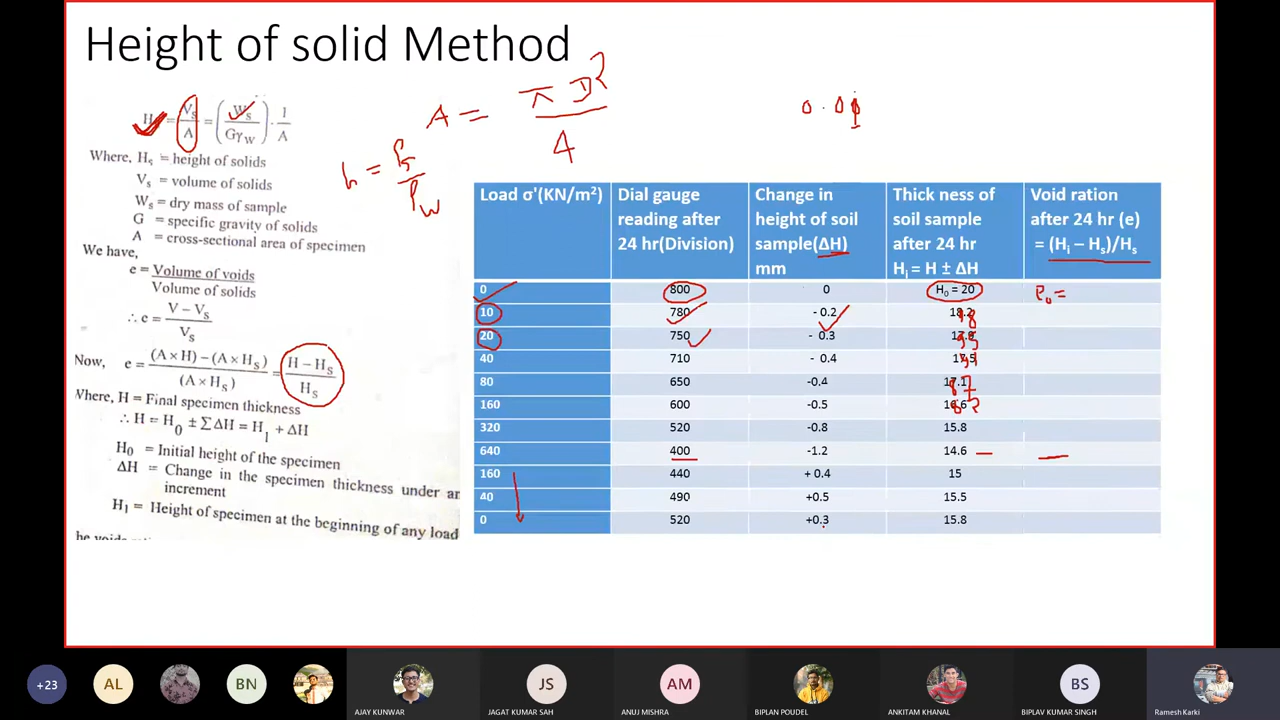 Height of solid Method
H = Vs/A = (Ws/Gγw) · 1/A
Where, Hs = height of solids
Vs = volume of solids
Ws = dry mass of sample
G = specific gravity of solids
A = cross-sectional area of specimen
We have,
e = Volume of voids / Volume of solids
∴ e = V − Vs / Vs
Now, e = (A × H) − (A × Hs) / (A × Hs) = H − Hs / Hs
Where, H = Final specimen thickness
∴ H = H0 ± ΣΔH = H1 + ΔH
H0 = Initial height of the specimen
ΔH = Change in the specimen thickness under an
increment
H1 = Height of specimen at the beginning of any load
A = π D² / 4
h = ρs / ρw
0.01
Load σ'(KN/m²) Dial gauge reading after 24 hr(Division) Change in height of soil sample(ΔH) mm Thick ness of soil sample after 24 hr Hi = H ± ΔH Void ration after 24 hr (e) = (Hi – Hs)/Hs
0 800 0 H0 = 20 e0 =
10 780 - 0.2
20 750 - 0.3
40 710 - 0.4
80 650 -0.4
160 600 -0.5
320 520 -0.8 15.8
640 400 -1.2 14.6
160 440 + 0.4 15
40 490 +0.5 15.5
0 520 +0.3 15.8
+23
AL
BN
AJAY KUNWAR
JS
JAGAT KUMAR SAH
AM
ANUJ MISHRA
BIPLAN POUDEL
ANKITAM KHANAL
BS
BIPLAV KUMAR SINGH
Ramesh Karki